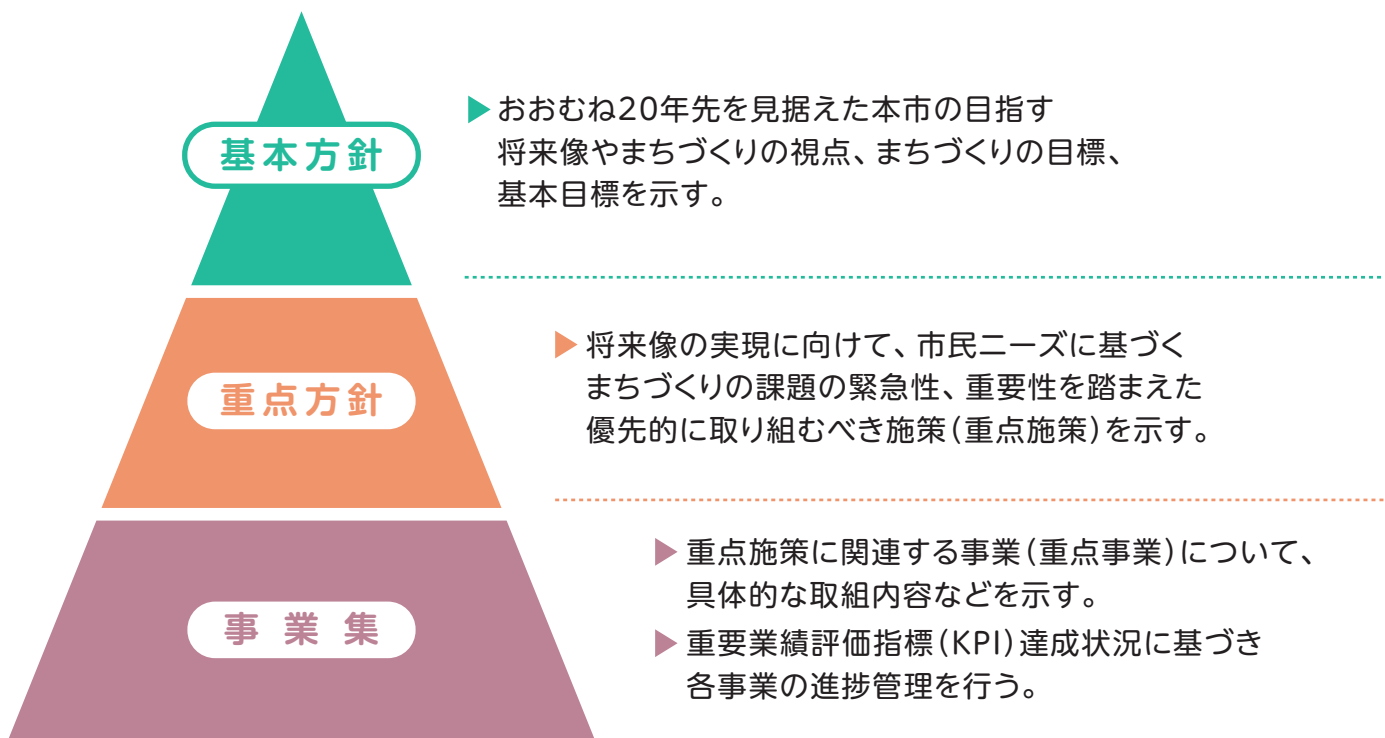 基本方針
▶おおむね20年先を見据えた本市の目指す
将来像やまちづくりの視点、まちづくりの目標、
基本目標を示す。
重点方針
▶将来像の実現に向けて、市民ニーズに基づく
まちづくりの課題の緊急性、重要性を踏まえた
優先的に取り組むべき施策(重点施策)を示す。
事業集
▶重点施策に関連する事業(重点事業)について、
具体的な取組内容などを示す。
▶重要業績評価指標(KPI)達成状況に基づき
各事業の進捗管理を行う。